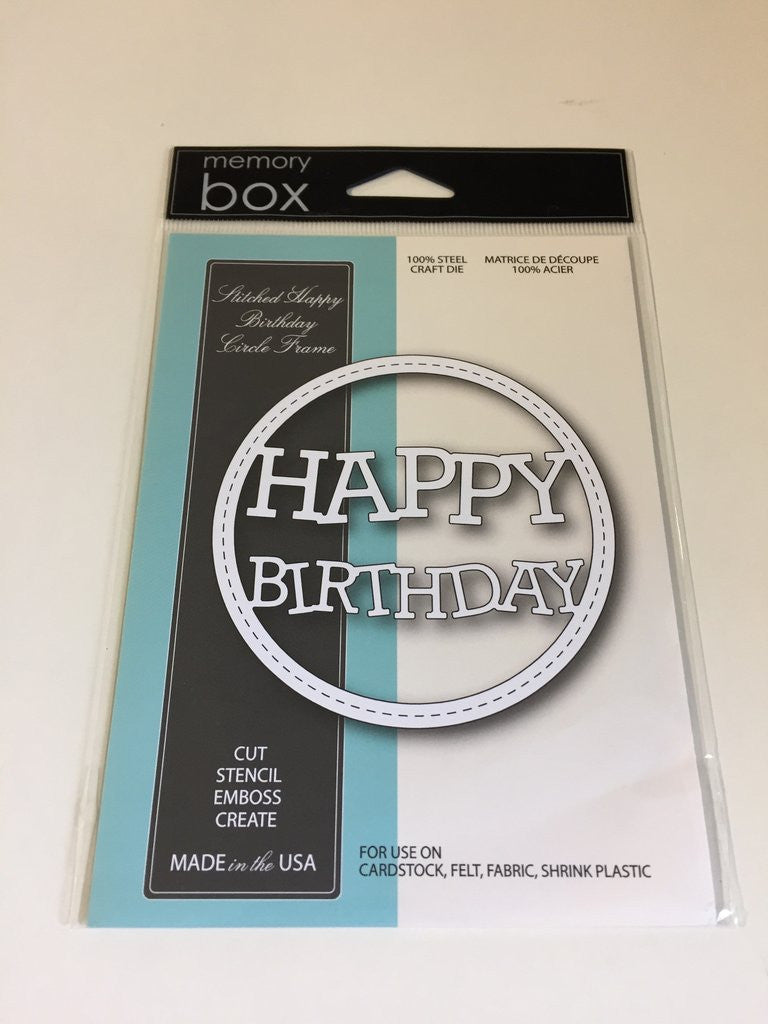 memory
box
100% STEEL
CRAFT DIE
MATRICE DE DÉCOUPE
100% ACIER
Stitched Happy
Birthday
Circle Frame
HAPPY
BIRTHDAY
CUT
STENCIL
EMBOSS
CREATE
MADE in the USA
FOR USE ON
CARDSTOCK, FELT, FABRIC, SHRINK PLASTIC